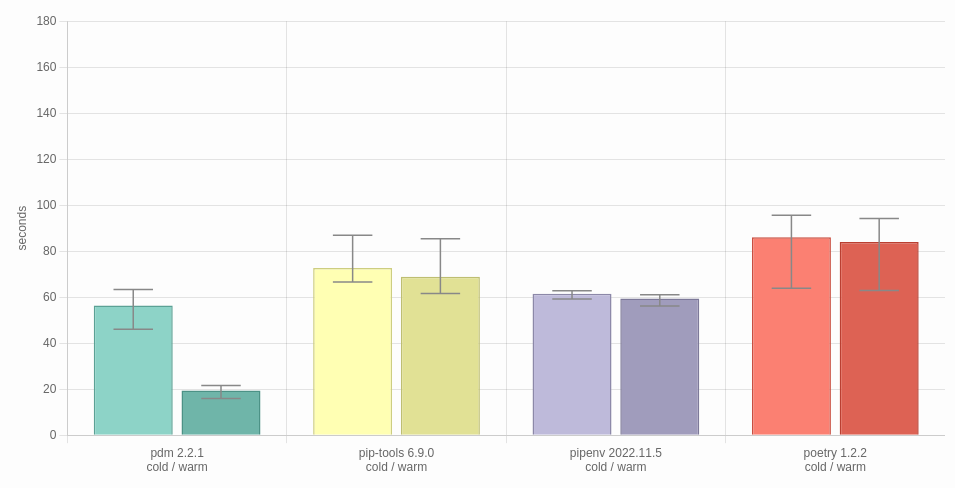 180
160
140
120
100
80
60
40
20
0
seconds
pdm 2.2.1
cold / warm
pip-tools 6.9.0
cold / warm
pipenv 2022.11.5
cold / warm
poetry 1.2.2
cold / warm